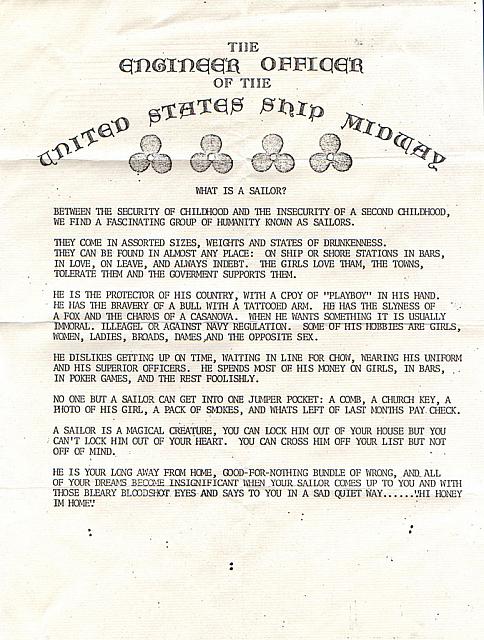 THE
ENGINEER OFFICER
OF THE
UNITED STATES SHIP MIDWAY
WHAT IS A SAILOR?
BETWEEN THE SECURITY OF CHILDHOOD AND THE INSECURITY OF A SECOND CHILDHOOD,
WE FIND A FASCINATING GROUP OF HUMANITY KNOWN AS SAILORS.
THEY COME IN ASSORTED SIZES, WEIGHTS AND STATES OF DRUNKENNESS.
THEY CAN BE FOUND IN ALMOST ANY PLACE: ON SHIP OR SHORE STATIONS IN BARS,
IN LOVE, ON LEAVE, AND ALWAYS INDEBT. THE GIRLS LOVE THAM, THE TOWNS,
TOLERATE THEM AND THE GOVERMENT SUPPORTS THEM.
HE IS THE PROTECTOR OF HIS COUNTRY, WITH A CPOY OF "PLAYBOY" IN HIS HAND.
HE HAS THE BRAVERY OF A BULL WITH A TATTOOED ARM. HE HAS THE SLYNESS OF
A FOX AND THE CHARMS OF A CASANOVA. WHEN HE WANTS SOMETHING IT IS USUALLY
IMMORAL. ILLEAGEL OR AGAINST NAVY REGULATION. SOME OF HIS HOBBIES ARE GIRLS,
WOMEN, LADIES, BROADS, DAMES,AND THE OPPOSITE SEX.
HE DISLIKES GETTING UP ON TIME, WAITING IN LINE FOR CHOW, WEARING HIS UNIFORM
AND HIS SUPERIOR OFFICERS. HE SPENDS MOST OF HIS MONEY ON GIRLS, IN BARS,
IN POKER GAMES, AND THE REST FOOLISHLY.
NO ONE BUT A SAILOR CAN GET INTO ONE JUMPER POCKET: A COMB, A CHURCH KEY, A
PHOTO OF HIS GIRL, A PACK OF SMOKES, AND WHATS LEFT OF LAST MONTHS PAY CHECK.
A SAILOR IS A MAGICAL CREATURE, YOU CAN LOCK HIM OUT OF YOUR HOUSE BUT YOU
CAN'T LOCK HIM OUT OF YOUR HEART. YOU CAN CROSS HIM OFF YOUR LIST BUT NOT
OFF OF MIND.
HE IS YOUR LONG AWAY FROM HOME, GOOD-FOR-NOTHING BUNDLE OF WRONG, AND ALL
OF YOUR DREAMS BECOME INSIGNIFICANT WHEN YOUR SAILOR COMES UP TO YOU AND WITH
THOSE BLEARY BLOODSHOT EYES AND SAYS TO YOU IN A SAD QUIET WAY......"HI HONEY
IM HOME"